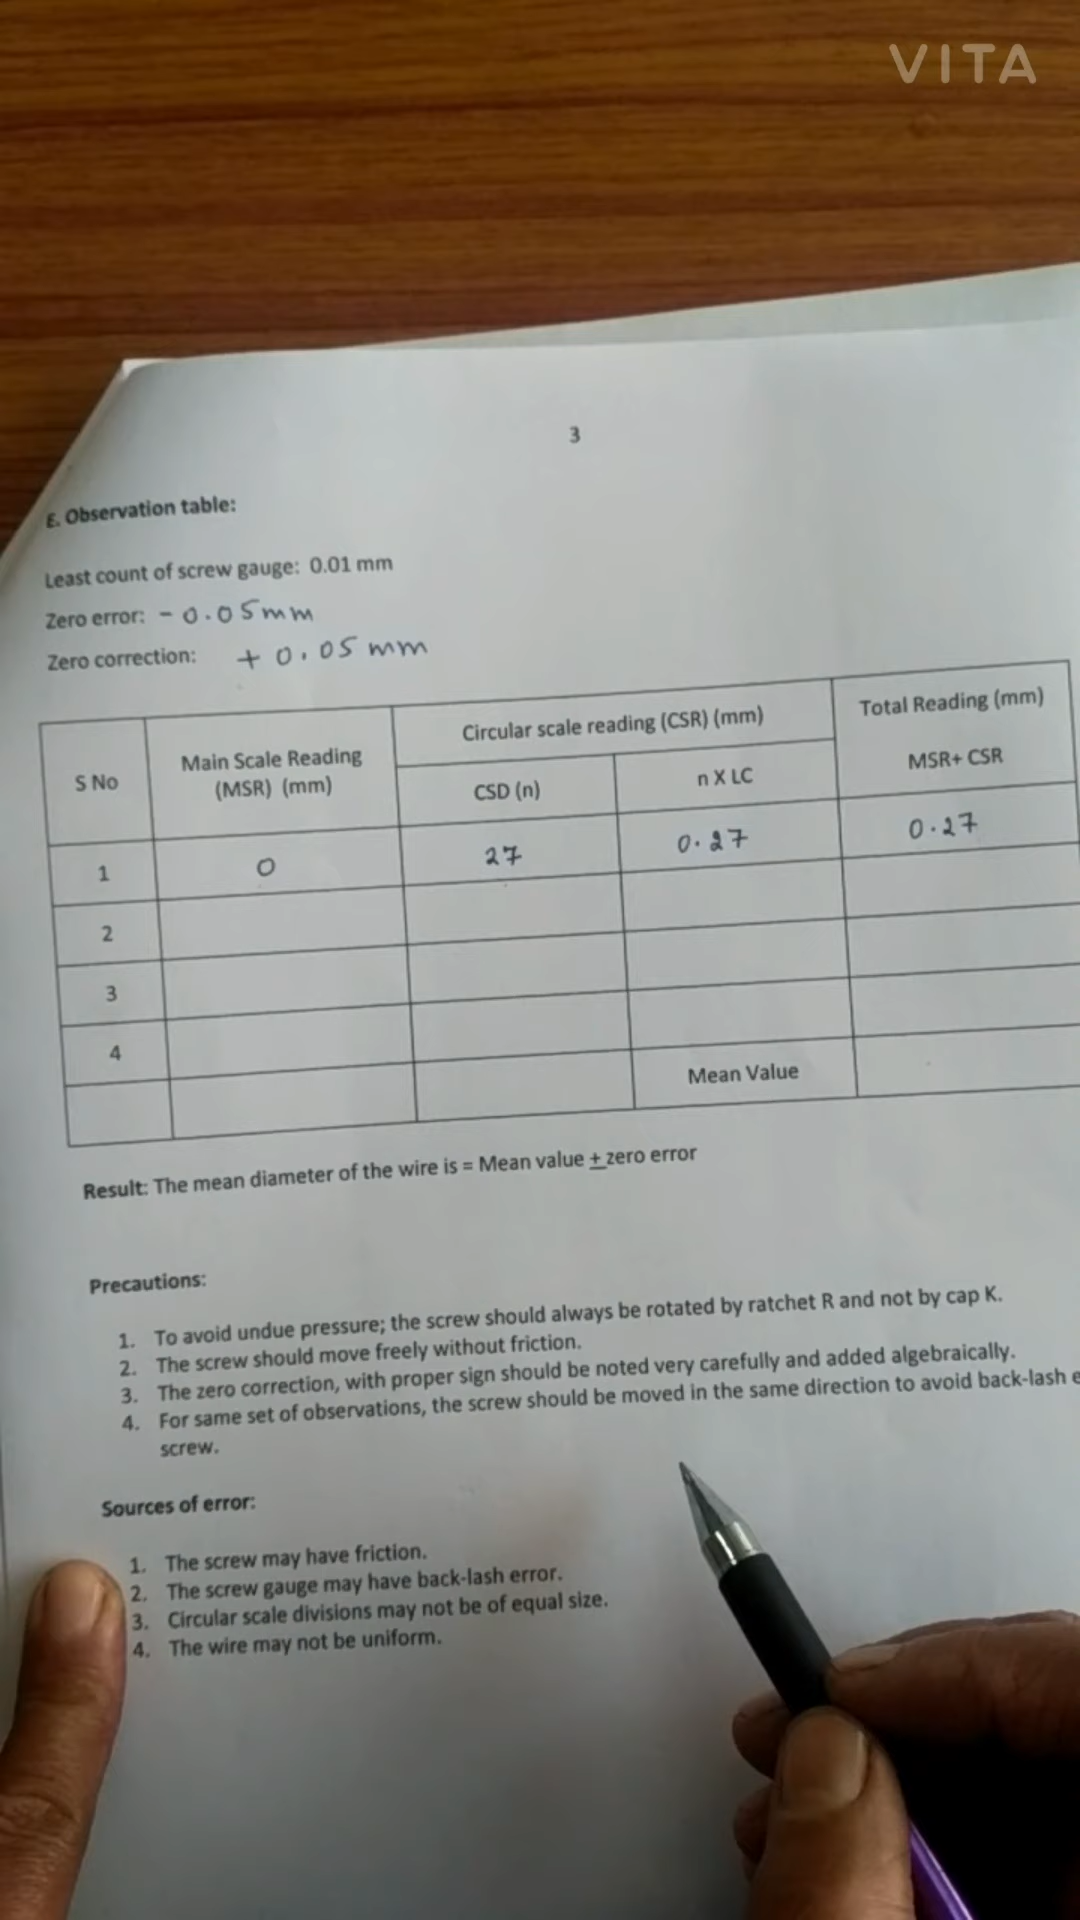 VITA
3
E. Observation table:
Least count of screw gauge: 0.01 mm
Zero error: - 0.05mm
Zero correction: + 0.05 mm
S No
Main Scale Reading
(MSR) (mm)
Circular scale reading (CSR) (mm)
CSD (n)
n X LC
Total Reading (mm)
MSR+ CSR
1 0 27 0.27 0.27
2
3
4
Mean Value
Result: The mean diameter of the wire is = Mean value ± zero error
Precautions:
1. To avoid undue pressure; the screw should always be rotated by ratchet R and not by cap K.
2. The screw should move freely without friction.
3. The zero correction, with proper sign should be noted very carefully and added algebraically.
4. For same set of observations, the screw should be moved in the same direction to avoid back-lash e
screw.
Sources of error:
1. The screw may have friction.
2. The screw gauge may have back-lash error.
3. Circular scale divisions may not be of equal size.
4. The wire may not be uniform.